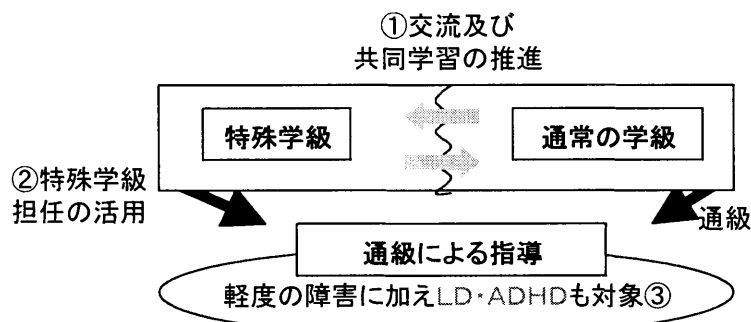 ①交流及び
共同学習の推進
特殊学級
通常の学級
②特殊学級
担任の活用
通級
通級による指導
軽度の障害に加えLD・ADHDも対象③